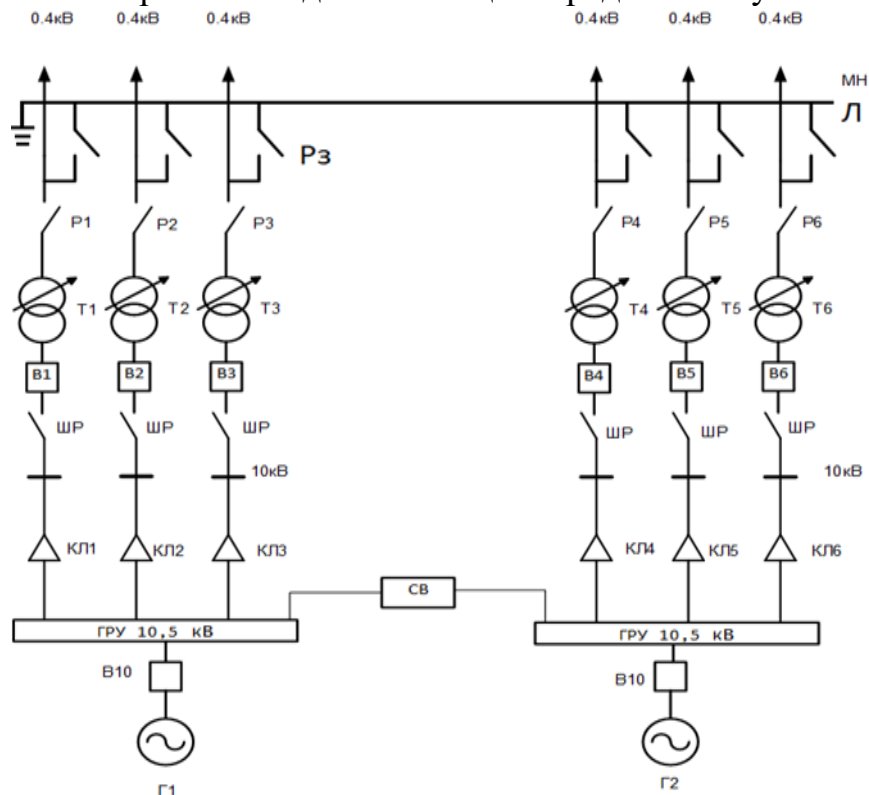 0.4кВ 0.4кВ 0.4кВ 0.4кВ 0.4кВ 0.4кВ
МН
Л
Рз
Р1 Р2 Р3 Р4 Р5 Р6
Т1 Т2 Т3 Т4 Т5 Т6
В1 В2 В3 В4 В5 В6
ШР ШР ШР ШР ШР ШР
10кВ 10кВ
КЛ1 КЛ2 КЛ3 КЛ4 КЛ5 КЛ6
СВ
ГРУ 10,5 кВ ГРУ 10,5 кВ
В10 В10
Г1 Г2